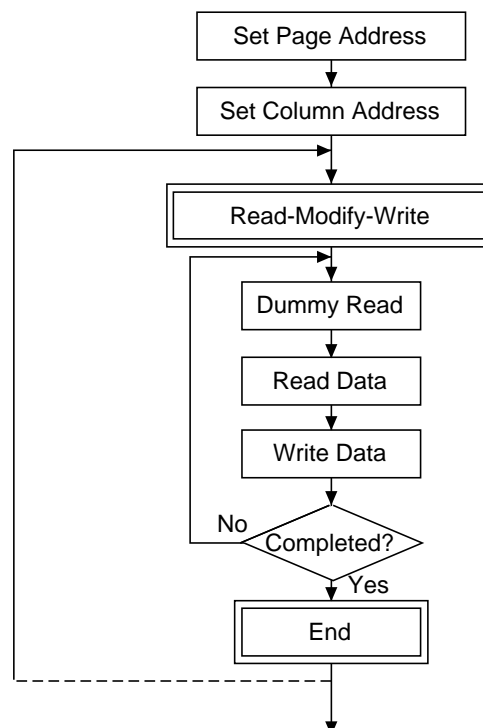 Set Page Address
Set Column Address
Read-Modify-Write
Dummy Read
Read Data
Write Data
No
Completed?
Yes
End